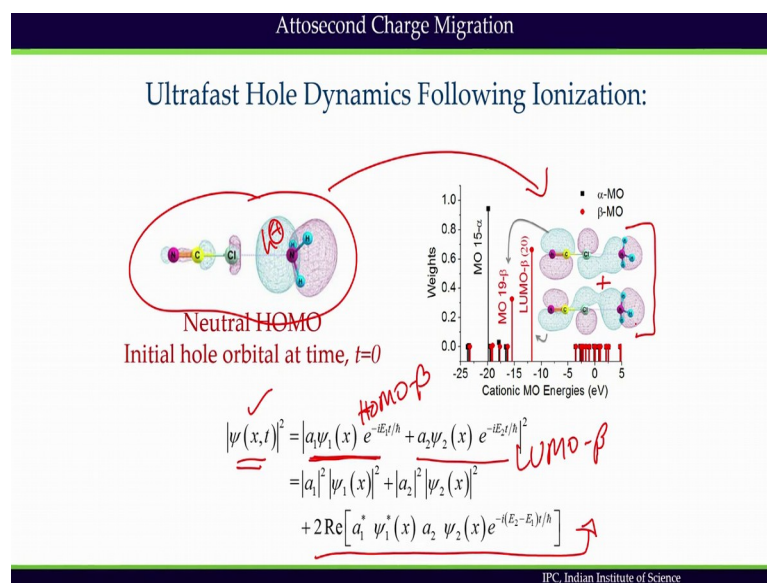 Attosecond Charge Migration
Ultrafast Hole Dynamics Following Ionization:
h⊕
N C Cl N H H H
Neutral HOMO
Initial hole orbital at time, t=0
Weights
1.0
0.8
0.6
0.4
0.2
0.0
MO 15-α
MO 19-β
LUMO-β (20)
α-MO
β-MO
+
-25 -20 -15 -10 -5 0 5
Cationic MO Energies (eV)
HOMO-β
|ψ(x,t)|² = |a₁ψ₁(x) e^{-iE₁t/ħ} + a₂ψ₂(x) e^{-iE₂t/ħ}|²
LUMO-β
= |a₁|² |ψ₁(x)|² + |a₂|² |ψ₂(x)|²
+ 2Re[a₁* ψ₁*(x) a₂ ψ₂(x)e^{-i(E₂-E₁)t/ħ}]
IPC, Indian Institute of Science